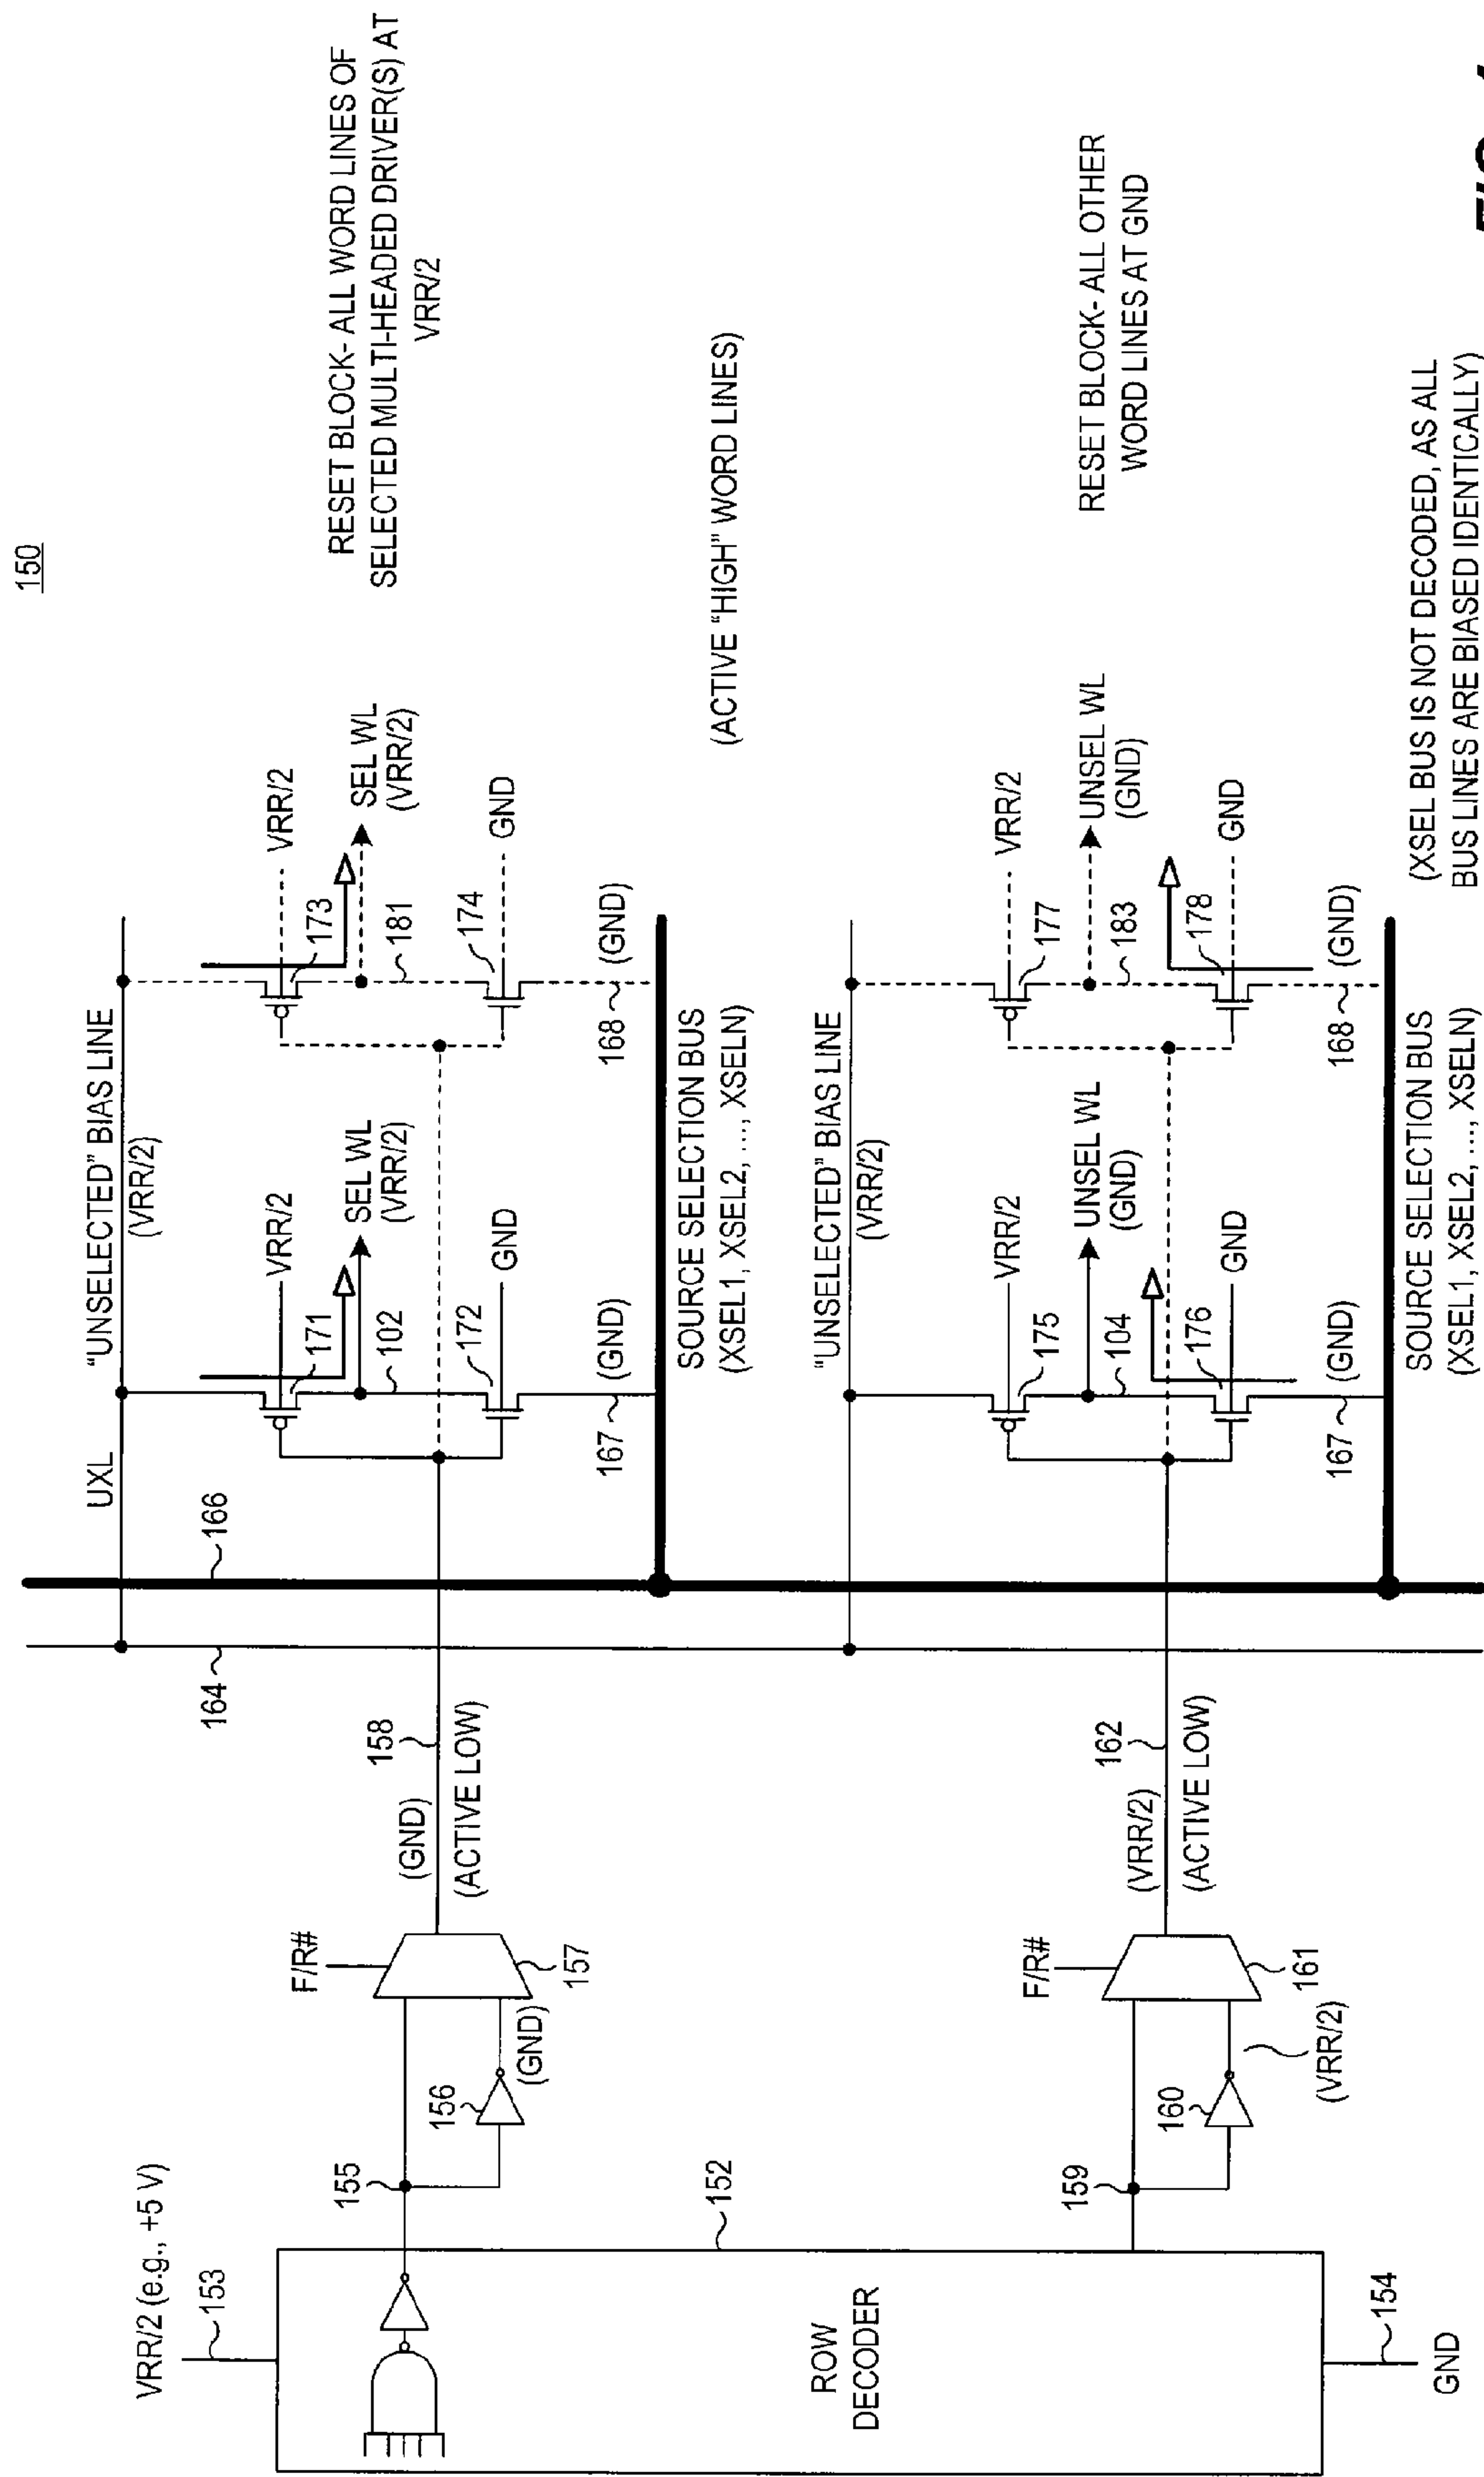 150
RESET BLOCK- ALL WORD LINES OF
SELECTED MULTI-HEADED DRIVER(S) AT
VRR/2
(ACTIVE "HIGH" WORD LINES)
RESET BLOCK- ALL OTHER
WORD LINES AT GND
(XSEL BUS IS NOT DECODED, AS ALL
BUS LINES ARE BIASED IDENTICALLY)
VRR/2 (e.g., +5 V)
153
152
ROW
DECODER
154
GND
155
156
(GND)
F/R#
157
(GND)
158
(ACTIVE LOW)
159
160
(VRR/2)
F/R#
161
(VRR/2)
162
(ACTIVE LOW)
164
166
UXL
"UNSELECTED" BIAS LINE
(VRR/2)
VRR/2
171
SEL WL
(VRR/2)
102
172
GND
167
(GND)
VRR/2
173
SEL WL
(VRR/2)
181
174
GND
168
(GND)
SOURCE SELECTION BUS
(XSEL1, XSEL2, ..., XSELN)
"UNSELECTED" BIAS LINE
(VRR/2)
VRR/2
175
UNSEL WL
(GND)
104
176
GND
167
(GND)
VRR/2
177
UNSEL WL
(GND)
183
178
GND
168
(GND)
SOURCE SELECTION BUS
(XSEL1, XSEL2, ..., XSELN)